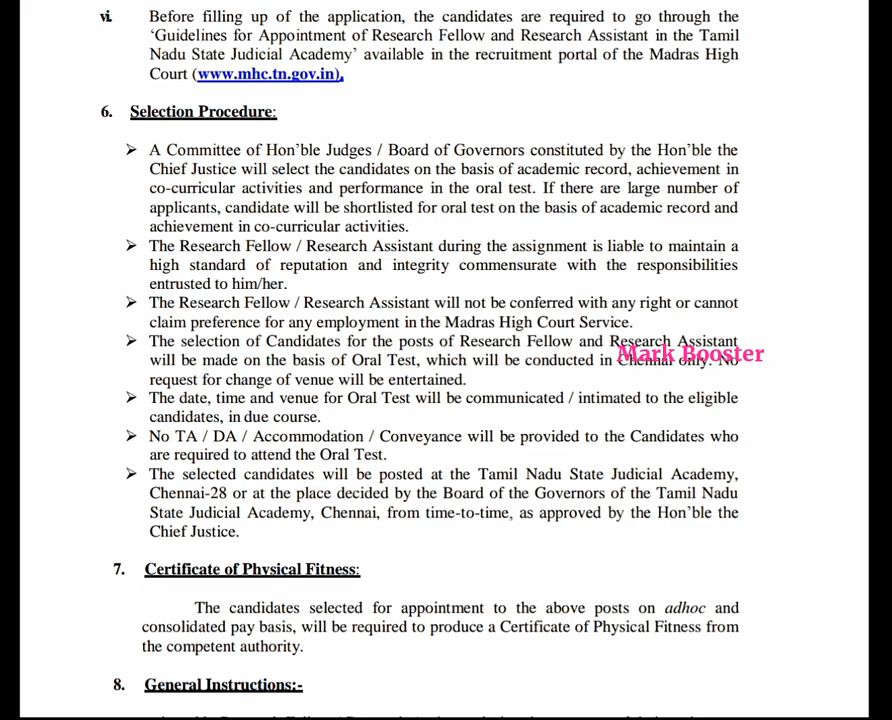 vi. Before filling up of the application, the candidates are required to go through the
‘Guidelines for Appointment of Research Fellow and Research Assistant in the Tamil
Nadu State Judicial Academy’ available in the recruitment portal of the Madras High
Court (www.mhc.tn.gov.in).
6. Selection Procedure:
➢ A Committee of Hon’ble Judges / Board of Governors constituted by the Hon’ble the
Chief Justice will select the candidates on the basis of academic record, achievement in
co-curricular activities and performance in the oral test. If there are large number of
applicants, candidate will be shortlisted for oral test on the basis of academic record and
achievement in co-curricular activities.
➢ The Research Fellow / Research Assistant during the assignment is liable to maintain a
high standard of reputation and integrity commensurate with the responsibilities
entrusted to him/her.
➢ The Research Fellow / Research Assistant will not be conferred with any right or cannot
claim preference for any employment in the Madras High Court Service.
➢ The selection of Candidates for the posts of Research Fellow and Research Assistant
will be made on the basis of Oral Test, which will be conducted in Chennai only. No
Mark Booster
request for change of venue will be entertained.
➢ The date, time and venue for Oral Test will be communicated / intimated to the eligible
candidates, in due course.
➢ No TA / DA / Accommodation / Conveyance will be provided to the Candidates who
are required to attend the Oral Test.
➢ The selected candidates will be posted at the Tamil Nadu State Judicial Academy,
Chennai-28 or at the place decided by the Board of the Governors of the Tamil Nadu
State Judicial Academy, Chennai, from time-to-time, as approved by the Hon’ble the
Chief Justice.
7. Certificate of Physical Fitness:
The candidates selected for appointment to the above posts on adhoc and
consolidated pay basis, will be required to produce a Certificate of Physical Fitness from
the competent authority.
8. General Instructions:-